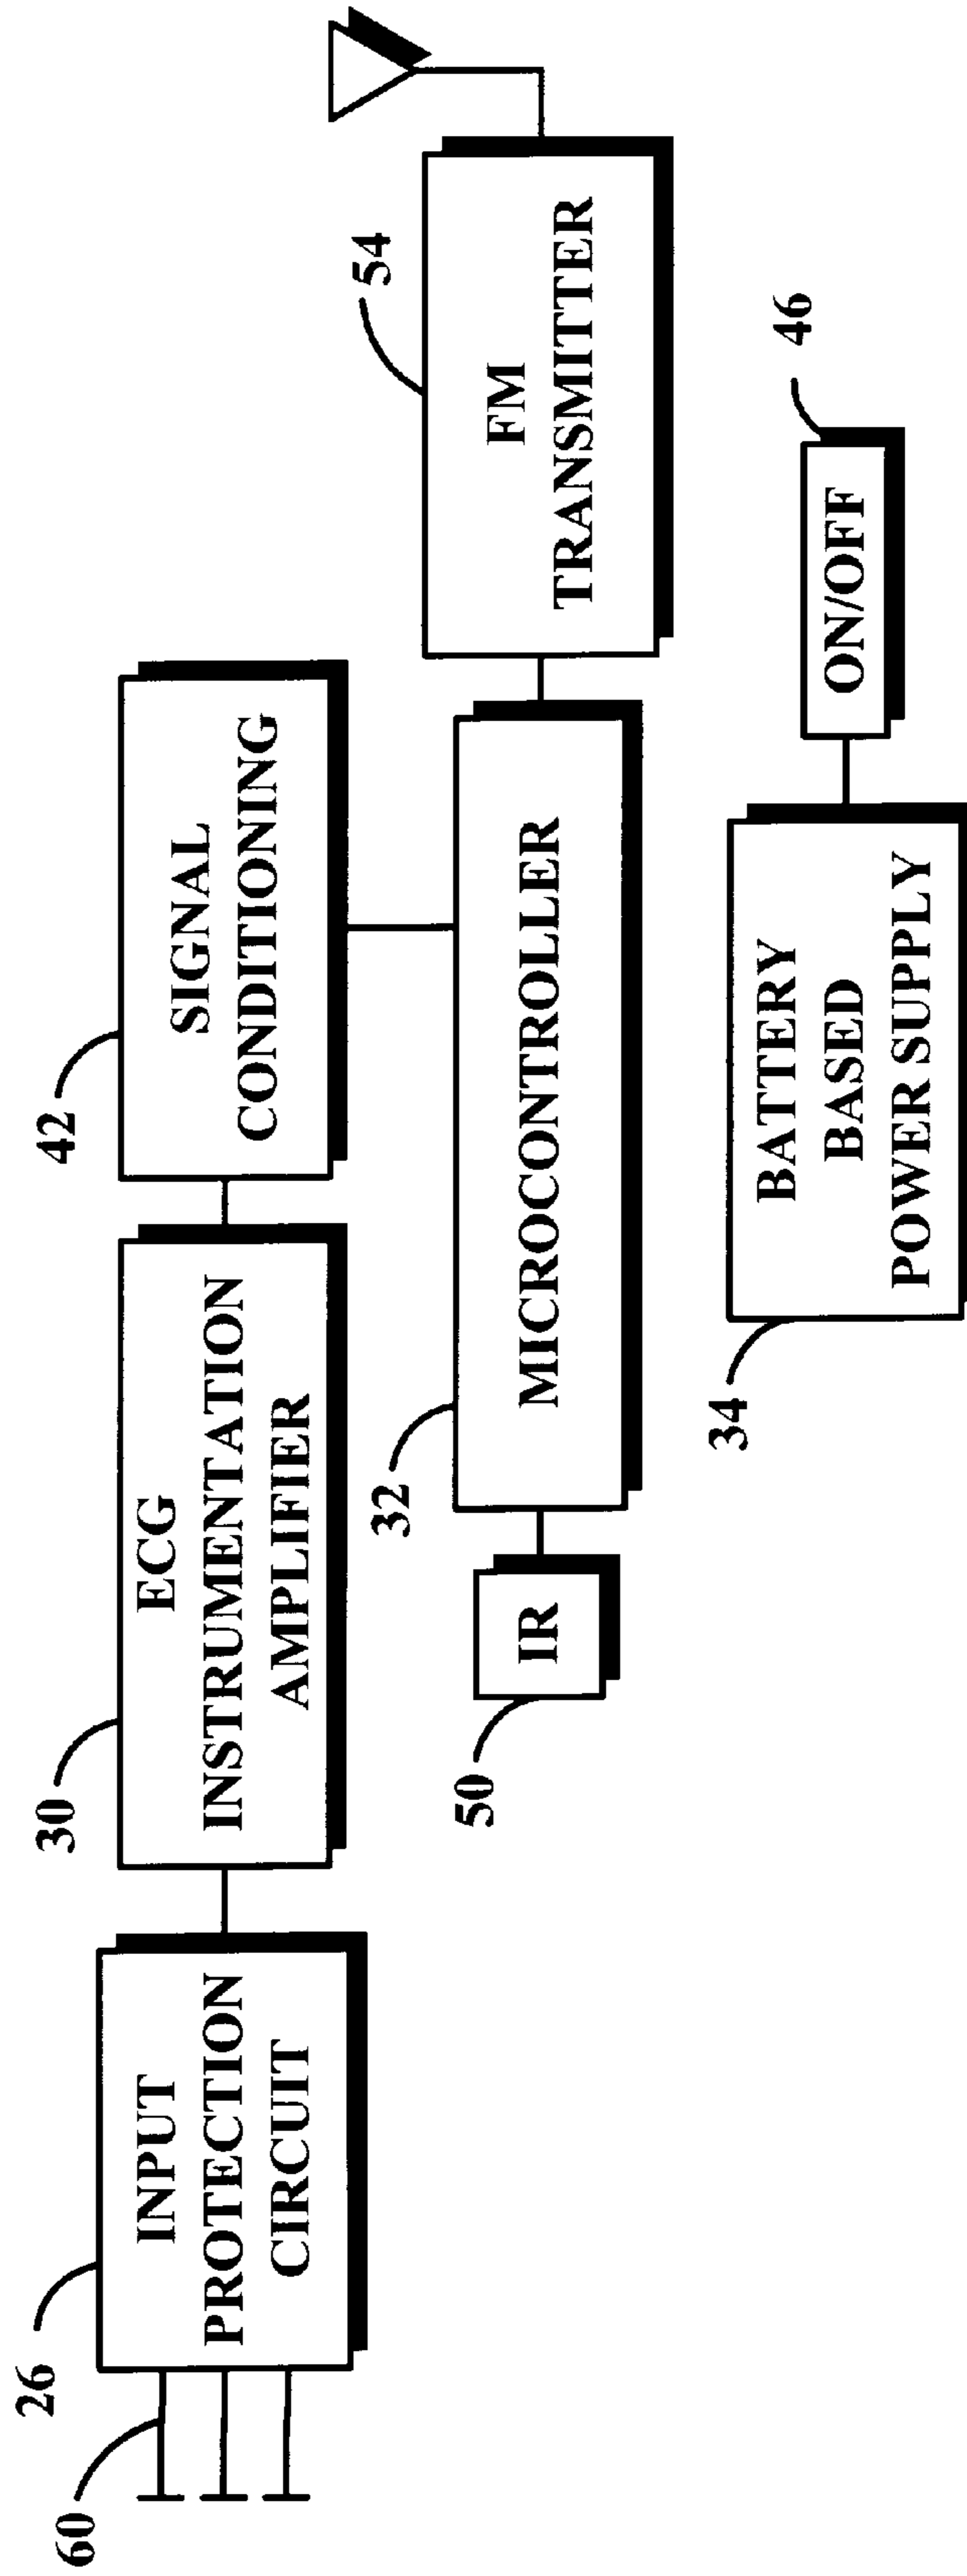 60
26
INPUT
PROTECTION
CIRCUIT
30
ECG
INSTRUMENTATION
AMPLIFIER
42
SIGNAL
CONDITIONING
50
IR
32
MICROCONTROLLER
54
FM
TRANSMITTER
34
BATTERY
BASED
POWER SUPPLY
46
ON/OFF